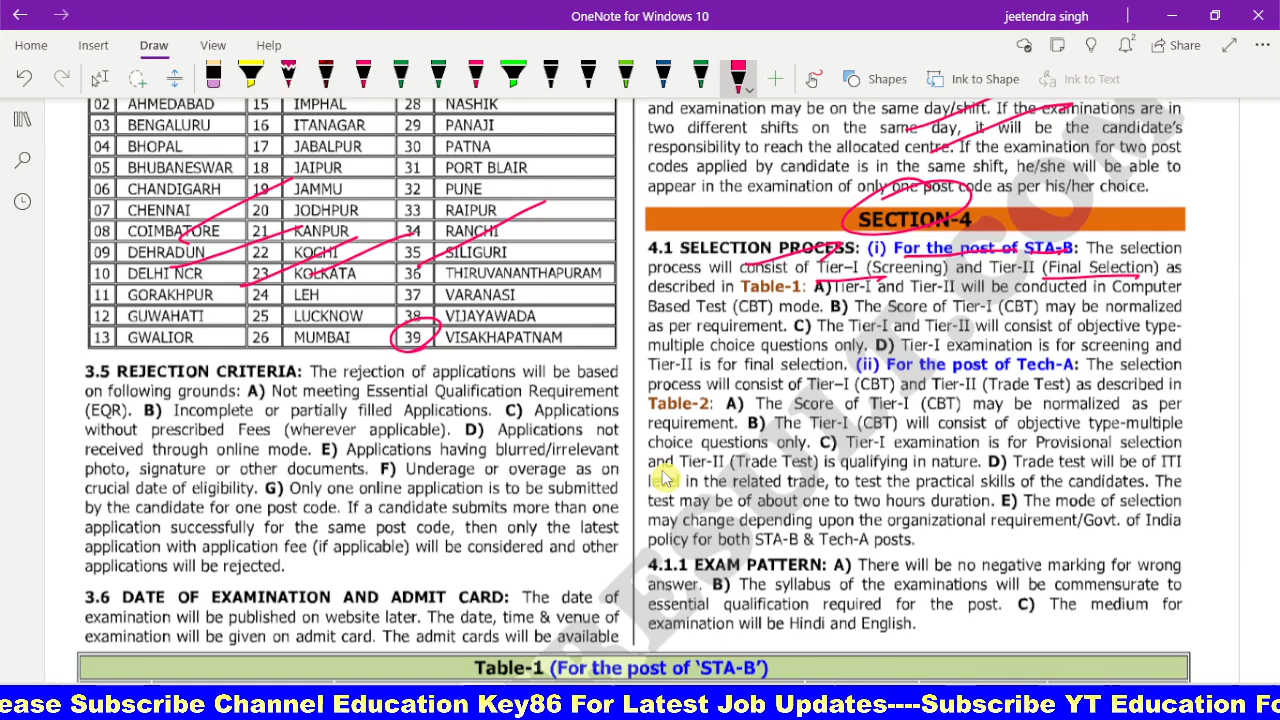 OneNote for Windows 10
jeetendra singh
Home Insert Draw View Help
Share
Shapes
Ink to Shape
Ink to Text
02 AHMEDABAD 15 IMPHAL 28 NASHIK
03 BENGALURU 16 ITANAGAR 29 PANAJI
04 BHOPAL 17 JABALPUR 30 PATNA
05 BHUBANESWAR 18 JAIPUR 31 PORT BLAIR
06 CHANDIGARH 19 JAMMU 32 PUNE
07 CHENNAI 20 JODHPUR 33 RAIPUR
08 COIMBATORE 21 KANPUR 34 RANCHI
09 DEHRADUN 22 KOCHI 35 SILIGURI
10 DELHI NCR 23 KOLKATA 36 THIRUVANANTHAPURAM
11 GORAKHPUR 24 LEH 37 VARANASI
12 GUWAHATI 25 LUCKNOW 38 VIJAYAWADA
13 GWALIOR 26 MUMBAI 39 VISAKHAPATNAM
3.5 REJECTION CRITERIA: The rejection of applications will be based
on following grounds: A) Not meeting Essential Qualification Requirement
(EQR). B) Incomplete or partially filled Applications. C) Applications
without prescribed Fees (wherever applicable). D) Applications not
received through online mode. E) Applications having blurred/irrelevant
photo, signature or other documents. F) Underage or overage as on
crucial date of eligibility. G) Only one online application is to be submitted
by the candidate for one post code. If a candidate submits more than one
application successfully for the same post code, then only the latest
application with application fee (if applicable) will be considered and other
applications will be rejected.
3.6 DATE OF EXAMINATION AND ADMIT CARD: The date of
examination will be published on website later. The date, time & venue of
examination will be given on admit card. The admit cards will be available
and examination may be on the same day/shift. If the examinations are in
two different shifts on the same day, it will be the candidate's
responsibility to reach the allocated centre. If the examination for two post
codes applied by candidate is in the same shift, he/she will be able to
appear in the examination of only one post code as per his/her choice.
SECTION-4
4.1 SELECTION PROCESS: (i) For the post of STA-B: The selection
process will consist of Tier–I (Screening) and Tier-II (Final Selection) as
described in Table-1: A)Tier-I and Tier-II will be conducted in Computer
Based Test (CBT) mode. B) The Score of Tier-I (CBT) may be normalized
as per requirement. C) The Tier-I and Tier-II will consist of objective type-
multiple choice questions only. D) Tier-I examination is for screening and
Tier-II is for final selection. (ii) For the post of Tech-A: The selection
process will consist of Tier–I (CBT) and Tier-II (Trade Test) as described in
Table-2: A) The Score of Tier-I (CBT) may be normalized as per
requirement. B) The Tier-I (CBT) will consist of objective type-multiple
choice questions only. C) Tier-I examination is for Provisional selection
and Tier-II (Trade Test) is qualifying in nature. D) Trade test will be of ITI
level in the related trade, to test the practical skills of the candidates. The
test may be of about one to two hours duration. E) The mode of selection
may change depending upon the organizational requirement/Govt. of India
policy for both STA-B & Tech-A posts.
4.1.1 EXAM PATTERN: A) There will be no negative marking for wrong
answer. B) The syllabus of the examinations will be commensurate to
essential qualification required for the post. C) The medium for
examination will be Hindi and English.
Table-1 (For the post of 'STA-B')
ease Subscribe Channel Education Key86 For Latest Job Updates----Subscribe YT Education Fo